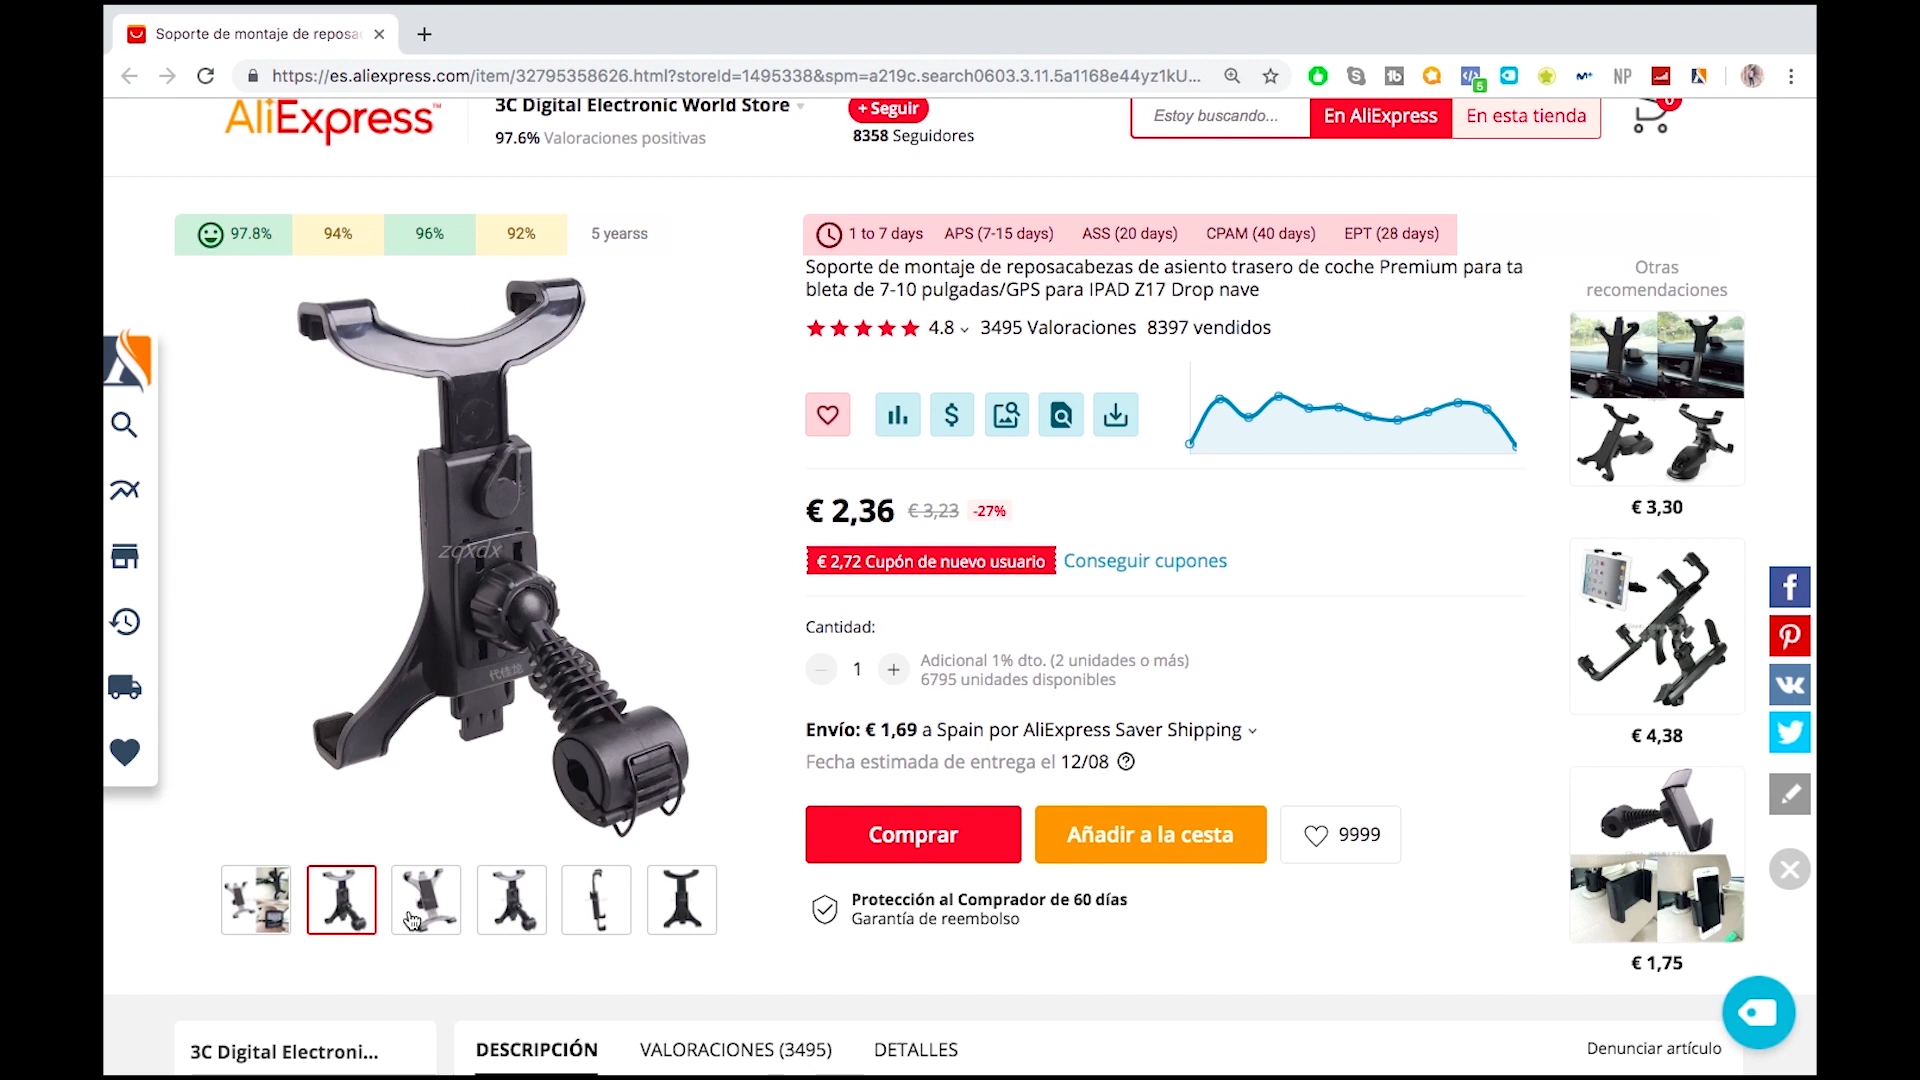 Soporte de montaje de reposa
https://es.aliexpress.com/item/32795358626.html?storeId=1495338&spm=a219c.search0603.3.11.5a1168e44yz1kU...
5
NP
AliExpress™
3C Digital Electronic World Store
97.6% Valoraciones positivas
+ Seguir
8358 Seguidores
Estoy buscando...
En AliExpress
En esta tienda
0
97.8%
94%
96%
92%
5 yearss
1 to 7 days
APS (7-15 days)
ASS (20 days)
CPAM (40 days)
EPT (28 days)
Soporte de montaje de reposacabezas de asiento trasero de coche Premium para ta
bleta de 7-10 pulgadas/GPS para IPAD Z17 Drop nave
4.8
3495 Valoraciones
8397 vendidos
zqxdx
€ 2,36
€ 3,23
-27%
€ 2,72 Cupón de nuevo usuario
Conseguir cupones
Cantidad:
1
Adicional 1% dto. (2 unidades o más)
6795 unidades disponibles
Envío: € 1,69 a Spain por AliExpress Saver Shipping
Fecha estimada de entrega el 12/08
Comprar
Añadir a la cesta
9999
Protección al Comprador de 60 días
Garantía de reembolso
Otras
recomendaciones
€ 3,30
€ 4,38
€ 1,75
3C Digital Electroni...
DESCRIPCIÓN
VALORACIONES (3495)
DETALLES
Denunciar artículo